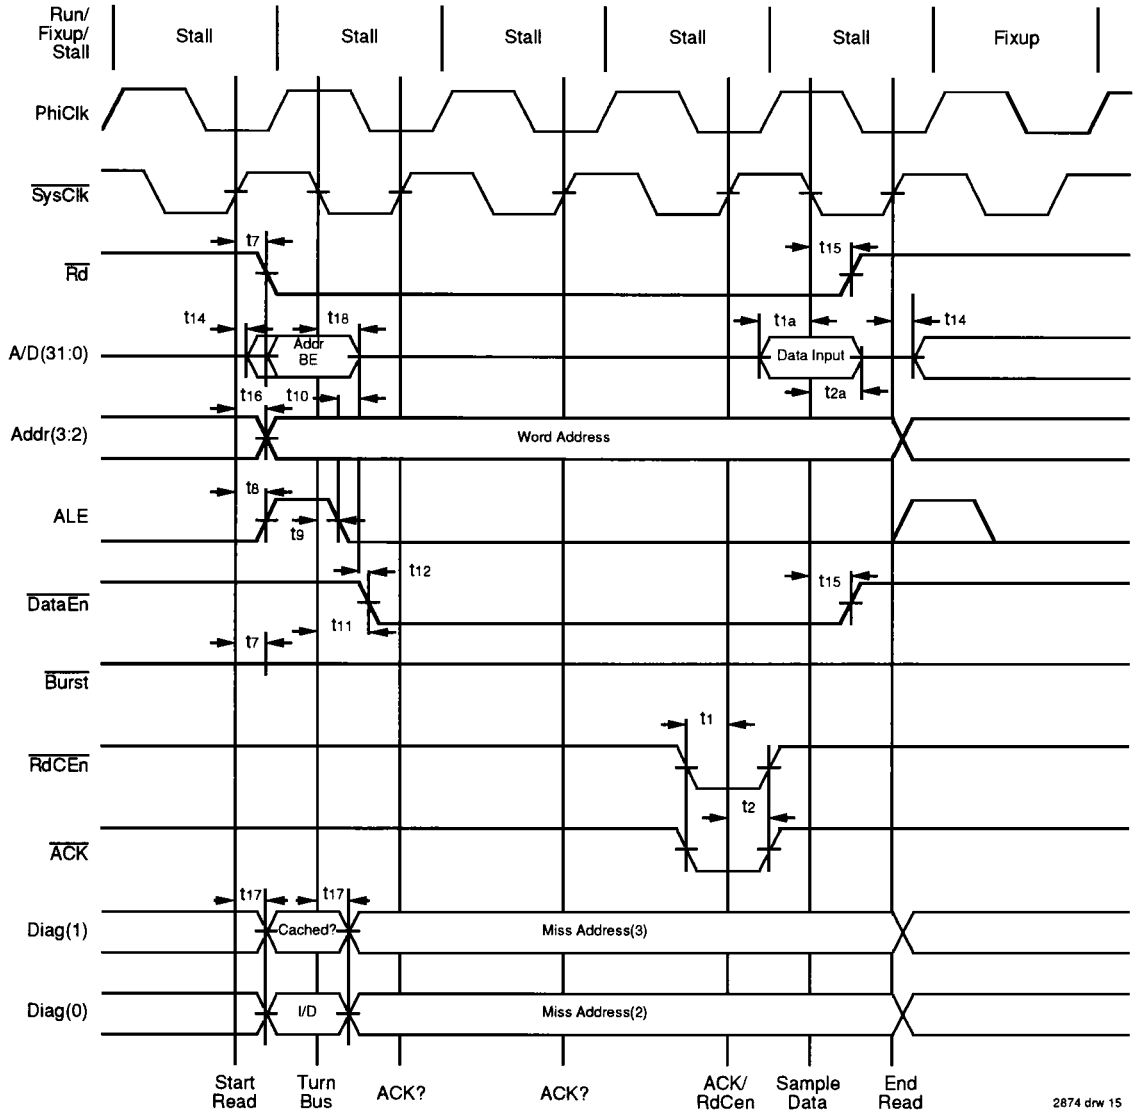 Run/
Fixup/
Stall
Stall
Stall
Stall
Stall
Stall
Fixup
PhiClk
SysClk
t7
t15
Rd
t14
t18
t1a
t14
A/D(31:0)
Addr
BE
Data Input
t16
t10
t2a
Addr(3:2)
Word Address
t8
ALE
t9
t12
t15
DataEn
t11
t7
Burst
t1
RdCEn
t2
ACK
t17
t17
Diag(1)
Cached?
Miss Address(3)
Diag(0)
I/D
Miss Address(2)
Start
Read
Turn
Bus
ACK?
ACK?
ACK/
RdCen
Sample
Data
End
Read
2874 drw 15